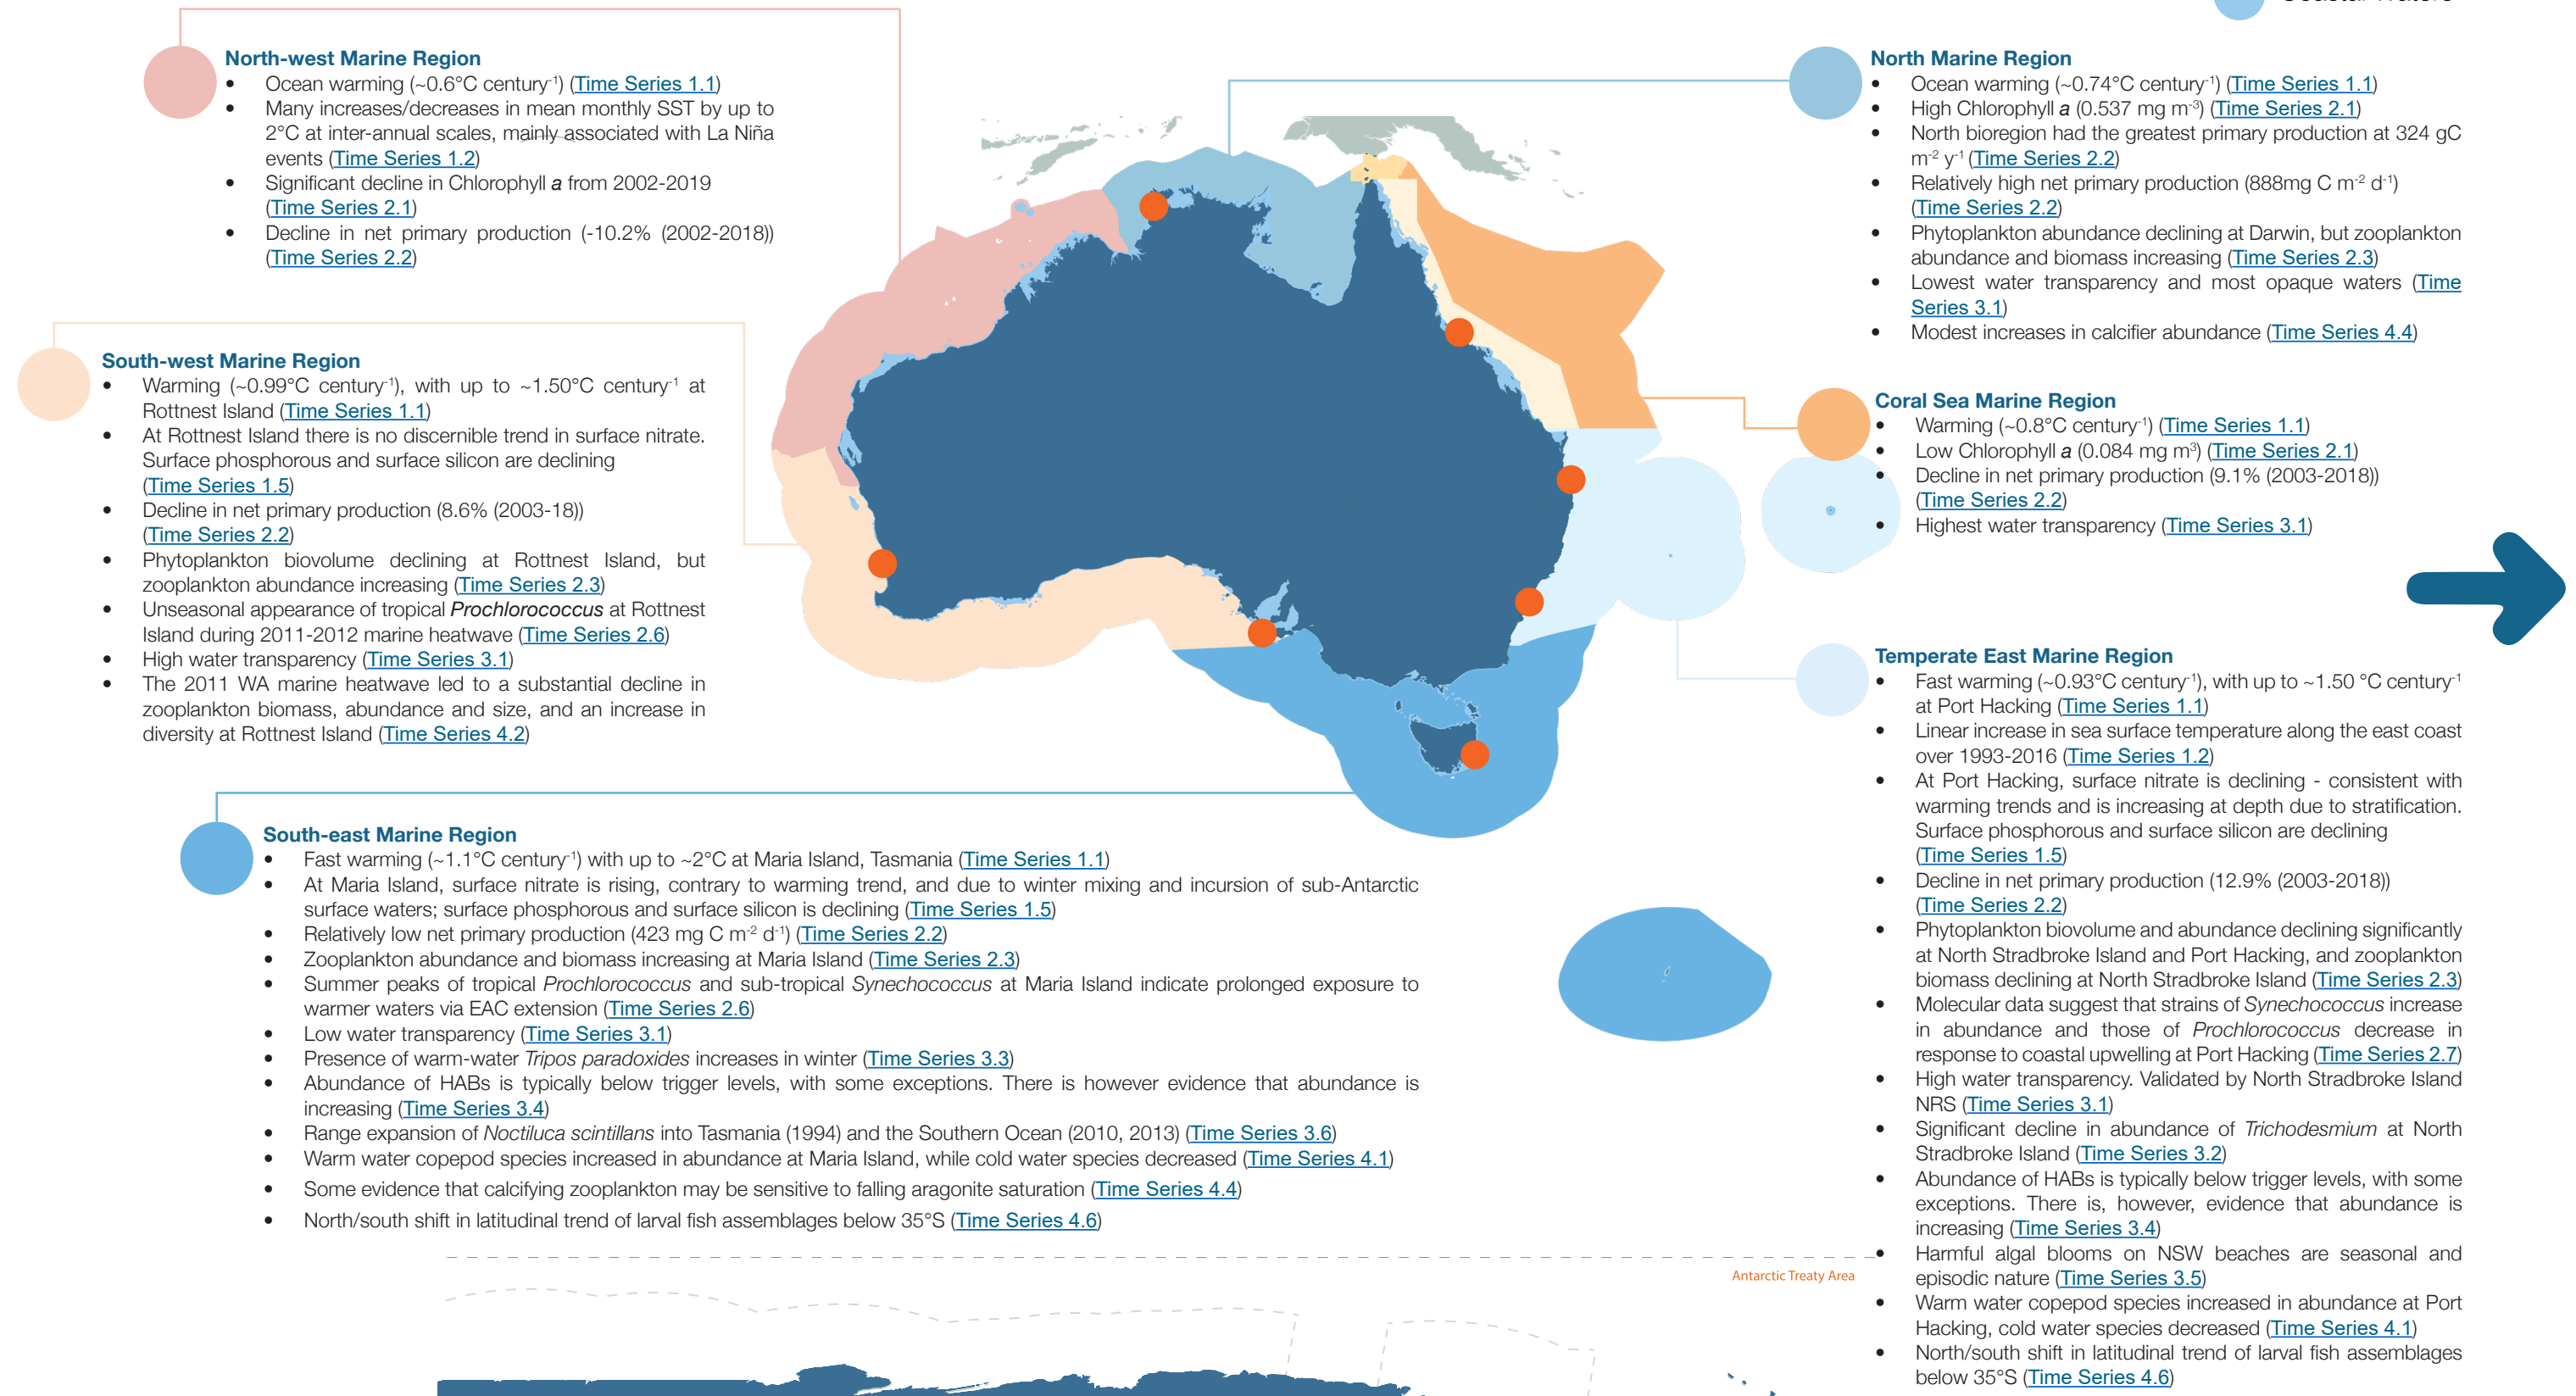 Coastal Waters
North-west Marine Region
• Ocean warming (~0.6°C century⁻¹) (Time Series 1.1)
• Many increases/decreases in mean monthly SST by up to
2°C at inter-annual scales, mainly associated with La Niña
events (Time Series 1.2)
• Significant decline in Chlorophyll a from 2002-2019
(Time Series 2.1)
• Decline in net primary production (-10.2% (2002-2018))
(Time Series 2.2)
South-west Marine Region
• Warming (~0.99°C century⁻¹), with up to ~1.50°C century⁻¹ at
Rottnest Island (Time Series 1.1)
• At Rottnest Island there is no discernible trend in surface nitrate.
Surface phosphorous and surface silicon are declining
(Time Series 1.5)
• Decline in net primary production (8.6% (2003-18))
(Time Series 2.2)
• Phytoplankton biovolume declining at Rottnest Island, but
zooplankton abundance increasing (Time Series 2.3)
• Unseasonal appearance of tropical Prochlorococcus at Rottnest
Island during 2011-2012 marine heatwave (Time Series 2.6)
• High water transparency (Time Series 3.1)
• The 2011 WA marine heatwave led to a substantial decline in
zooplankton biomass, abundance and size, and an increase in
diversity at Rottnest Island (Time Series 4.2)
South-east Marine Region
• Fast warming (~1.1°C century⁻¹) with up to ~2°C at Maria Island, Tasmania (Time Series 1.1)
• At Maria Island, surface nitrate is rising, contrary to warming trend, and due to winter mixing and incursion of sub-Antarctic
surface waters; surface phosphorous and surface silicon is declining (Time Series 1.5)
• Relatively low net primary production (423 mg C m⁻² d⁻¹) (Time Series 2.2)
• Zooplankton abundance and biomass increasing at Maria Island (Time Series 2.3)
• Summer peaks of tropical Prochlorococcus and sub-tropical Synechococcus at Maria Island indicate prolonged exposure to
warmer waters via EAC extension (Time Series 2.6)
• Low water transparency (Time Series 3.1)
• Presence of warm-water Tripos paradoxides increases in winter (Time Series 3.3)
• Abundance of HABs is typically below trigger levels, with some exceptions. There is however evidence that abundance is
increasing (Time Series 3.4)
• Range expansion of Noctiluca scintillans into Tasmania (1994) and the Southern Ocean (2010, 2013) (Time Series 3.6)
• Warm water copepod species increased in abundance at Maria Island, while cold water species decreased (Time Series 4.1)
• Some evidence that calcifying zooplankton may be sensitive to falling aragonite saturation (Time Series 4.4)
• North/south shift in latitudinal trend of larval fish assemblages below 35°S (Time Series 4.6)
North Marine Region
• Ocean warming (~0.74°C century⁻¹) (Time Series 1.1)
• High Chlorophyll a (0.537 mg m⁻³) (Time Series 2.1)
• North bioregion had the greatest primary production at 324 gC
m⁻² y⁻¹ (Time Series 2.2)
• Relatively high net primary production (888mg C m⁻² d⁻¹)
(Time Series 2.2)
• Phytoplankton abundance declining at Darwin, but zooplankton
abundance and biomass increasing (Time Series 2.3)
• Lowest water transparency and most opaque waters (Time
Series 3.1)
• Modest increases in calcifier abundance (Time Series 4.4)
Coral Sea Marine Region
• Warming (~0.8°C century⁻¹) (Time Series 1.1)
• Low Chlorophyll a (0.084 mg m³) (Time Series 2.1)
• Decline in net primary production (9.1% (2003-2018))
(Time Series 2.2)
• Highest water transparency (Time Series 3.1)
Temperate East Marine Region
• Fast warming (~0.93°C century⁻¹), with up to ~1.50 °C century⁻¹
at Port Hacking (Time Series 1.1)
• Linear increase in sea surface temperature along the east coast
over 1993-2016 (Time Series 1.2)
• At Port Hacking, surface nitrate is declining - consistent with
warming trends and is increasing at depth due to stratification.
Surface phosphorous and surface silicon are declining
(Time Series 1.5)
• Decline in net primary production (12.9% (2003-2018))
(Time Series 2.2)
• Phytoplankton biovolume and abundance declining significantly
at North Stradbroke Island and Port Hacking, and zooplankton
biomass declining at North Stradbroke Island (Time Series 2.3)
• Molecular data suggest that strains of Synechococcus increase
in abundance and those of Prochlorococcus decrease in
response to coastal upwelling at Port Hacking (Time Series 2.7)
• High water transparency. Validated by North Stradbroke Island
NRS (Time Series 3.1)
• Significant decline in abundance of Trichodesmium at North
Stradbroke Island (Time Series 3.2)
• Abundance of HABs is typically below trigger levels, with some
exceptions. There is, however, evidence that abundance is
increasing (Time Series 3.4)
• Harmful algal blooms on NSW beaches are seasonal and
episodic nature (Time Series 3.5)
• Warm water copepod species increased in abundance at Port
Hacking, cold water species decreased (Time Series 4.1)
• North/south shift in latitudinal trend of larval fish assemblages
below 35°S (Time Series 4.6)
Antarctic Treaty Area